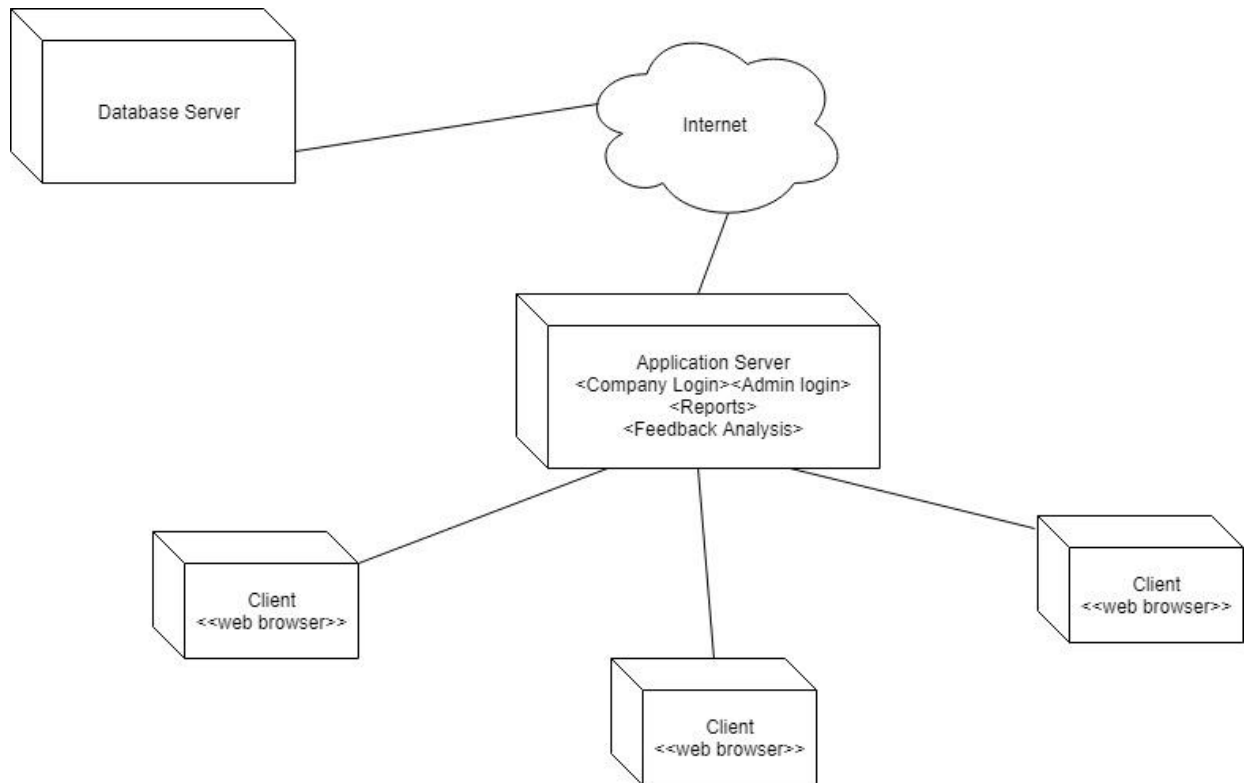 Database Server
Internet
Application Server
<Company Login><Admin login>
<Reports>
<Feedback Analysis>
Client
<<web browser>>
Client
<<web browser>>
Client
<<web browser>>